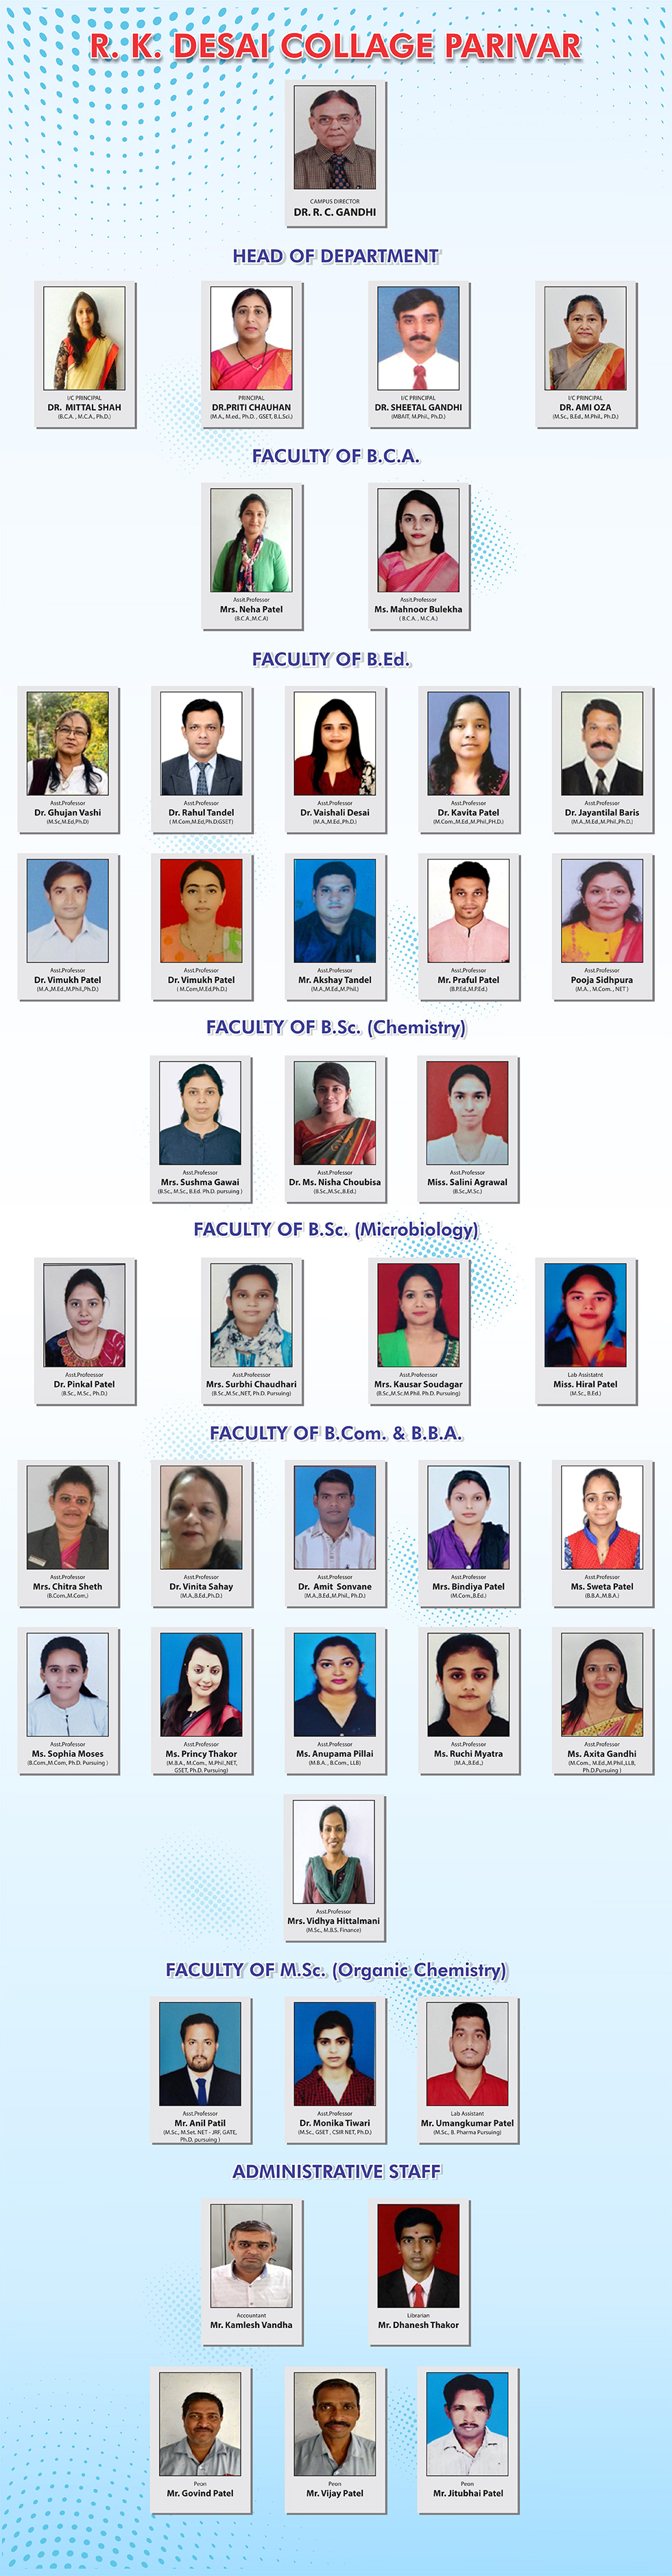 R. K. DESAI COLLAGE PARIVAR
CAMPUS DIRECTOR
DR. R. C. GANDHI
HEAD OF DEPARTMENT
I/C PRINCIPAL
DR. MITTAL SHAH
(B.C.A. , M.C.A., Ph.D.)
PRINCIPAL
DR.PRITI CHAUHAN
(M.A., M.ed., Ph.D. , GSET, B.L.Sci.)
I/C PRINCIPAL
DR. SHEETAL GANDHI
(MBAIT, M.Phil., Ph.D.)
I/C PRINCIPAL
DR. AMI OZA
(M.Sc., B.Ed., M.Phil., Ph.D.)
FACULTY OF B.C.A.
Assit.Professor
Mrs. Neha Patel
(B.C.A.,M.C.A)
Assit.Professor
Ms. Mahnoor Bulekha
( B.C.A. , M.C.A.)
FACULTY OF B.Ed.
Asst.Professor
Dr. Ghujan Vashi
(M.Sc,M.Ed,Ph.D)
Asst.Professor
Dr. Rahul Tandel
( M.Com,M.Ed,Ph.D.GSET)
Asst.Professor
Dr. Vaishali Desai
(M.A.,M.Ed.,Ph.D.)
Asst.Professor
Dr. Kavita Patel
(M.Com.,M.Ed.,M.Phil.,PH.D.)
Asst.Professor
Dr. Jayantilal Baris
(M.A.,M.Ed.,M.Phil.,Ph.D.)
Asst.Professor
Dr. Vimukh Patel
(M.A.,M.Ed.,M.Phil.,Ph.D.)
Asst.Professor
Dr. Vimukh Patel
( M.Com,M.Ed,Ph.D.)
Asst.Professor
Mr. Akshay Tandel
(M.A.,M.Ed.,M.Phil.)
Asst.Professor
Mr. Praful Patel
(B.P.Ed.,M.P.Ed.)
Asst.Professor
Pooja Sidhpura
(M.A. , M.Com. , NET )
FACULTY OF B.Sc. (Chemistry)
Asst.Professor
Mrs. Sushma Gawai
(B.Sc., M.Sc., B.Ed. Ph.D. pursuing )
Asst.Professor
Dr. Ms. Nisha Choubisa
(B.Sc.,M.Sc.,B.Ed.)
Asst.Professor
Miss. Salini Agrawal
(B.Sc.,M.Sc.)
FACULTY OF B.Sc. (Microbiology)
Asst.Profeessor
Dr. Pinkal Patel
(B.Sc., M.Sc., Ph.D.)
Asst.Profeessor
Mrs. Surbhi Chaudhari
(B.Sc.,M.Sc.,NET, Ph.D. Pursuing)
Asst.Profeessor
Mrs. Kausar Soudagar
(B.Sc.,M.Sc.M.Phil. Ph.D. Pursuing)
Lab Assistatnt
Miss. Hiral Patel
(M.Sc., B.Ed.)
FACULTY OF B.Com. & B.B.A.
Asst.Professor
Mrs. Chitra Sheth
(B.Com.,M.Com.,)
Asst.Professor
Dr. Vinita Sahay
(M.A.,B.Ed.,Ph.D.)
Asst.Professor
Dr. Amit Sonvane
(M.A.,B.Ed.,M.Phil., Ph.D.)
Asst.Professor
Mrs. Bindiya Patel
(M.Com.,B.Ed.)
Asst.Professor
Ms. Sweta Patel
(B.B.A.,M.B.A.)
Asst.Professor
Ms. Sophia Moses
(B.Com.,M.Com, Ph.D. Pursuing )
Asst.Professor
Ms. Princy Thakor
(M.B.A., M.Com., M.Phil.,NET,
GSET, Ph.D. Pursuing)
Asst.Professor
Ms. Anupama Pillai
(M.B.A. , B.Com., LLB)
Asst.Professor
Ms. Ruchi Myatra
(M.A.,B.Ed.,)
Asst.Professor
Ms. Axita Gandhi
(M.Com., M.Ed.,M.Phil.,LLB,
Ph.D.Pursuing )
Asst.Professor
Mrs. Vidhya Hittalmani
(M.Sc., M.B.S. Finance)
FACULTY OF M.Sc. (Organic Chemistry)
Asst.Professor
Mr. Anil Patil
(M.Sc., M.Set, NET - JRF, GATE,
Ph.D. pursuing )
Asst.Professor
Dr. Monika Tiwari
(M.Sc., GSET , CSIR NET, Ph.D.)
Lab Assistant
Mr. Umangkumar Patel
(M.Sc., B. Pharma Pursuing)
ADMINISTRATIVE STAFF
Accountant
Mr. Kamlesh Vandha
Librarian
Mr. Dhanesh Thakor
Peon
Mr. Govind Patel
Peon
Mr. Vijay Patel
Peon
Mr. Jitubhai Patel